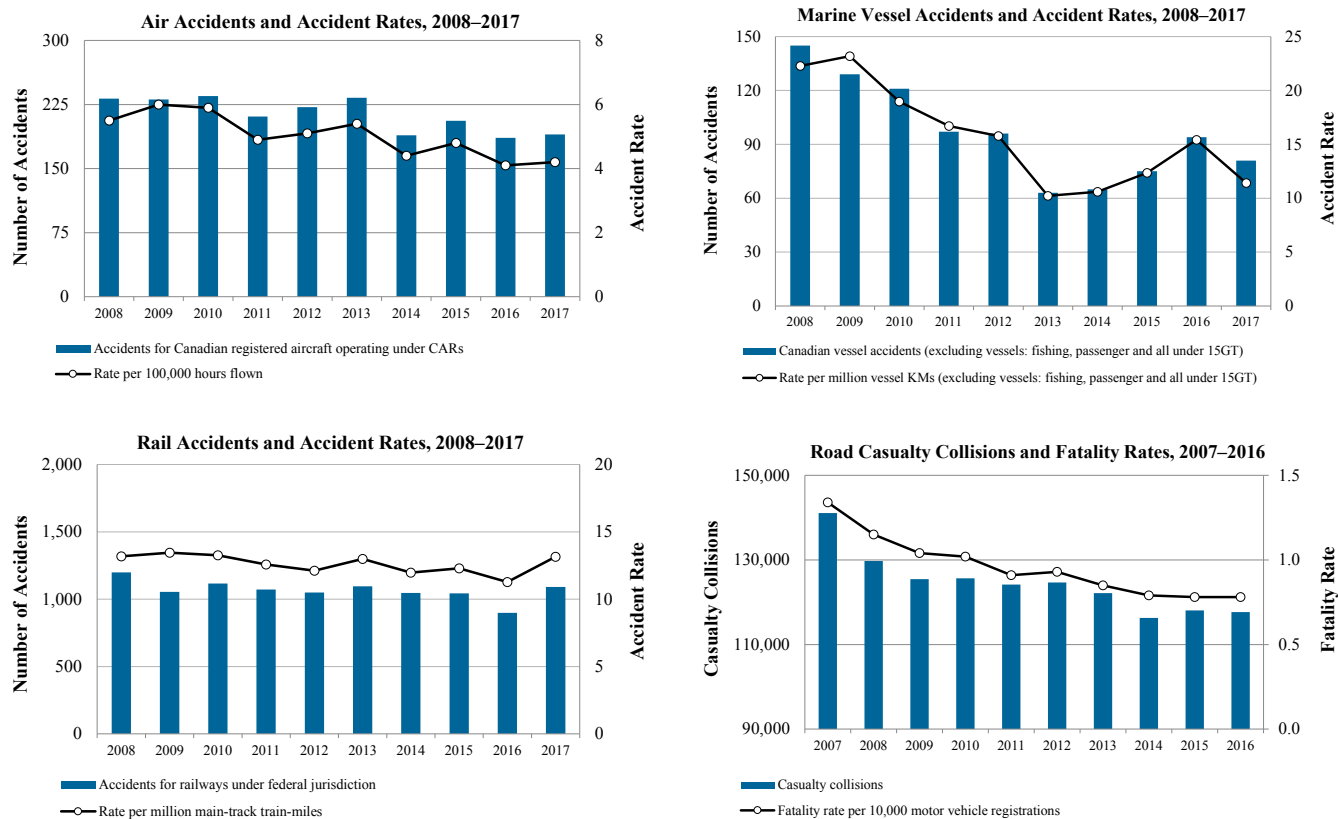 Air Accidents and Accident Rates, 2008–2017
300
225
150
75
0
Number of Accidents
8
6
4
2
0
Accident Rate
2008 2009 2010 2011 2012 2013 2014 2015 2016 2017
Accidents for Canadian registered aircraft operating under CARs
Rate per 100,000 hours flown
Marine Vessel Accidents and Accident Rates, 2008–2017
150
120
90
60
30
0
Number of Accidents
25
20
15
10
5
0
Accident Rate
2008 2009 2010 2011 2012 2013 2014 2015 2016 2017
Canadian vessel accidents (excluding vessels: fishing, passenger and all under 15GT)
Rate per million vessel KMs (excluding vessels: fishing, passenger and all under 15GT)
Rail Accidents and Accident Rates, 2008–2017
2,000
1,500
1,000
500
0
Number of Accidents
20
15
10
5
0
Accident Rate
2008 2009 2010 2011 2012 2013 2014 2015 2016 2017
Accidents for railways under federal jurisdiction
Rate per million main-track train-miles
Road Casualty Collisions and Fatality Rates, 2007–2016
150,000
130,000
110,000
90,000
Casualty Collisions
1.5
1.0
0.5
0.0
Fatality Rate
2007 2008 2009 2010 2011 2012 2013 2014 2015 2016
Casualty collisions
Fatality rate per 10,000 motor vehicle registrations